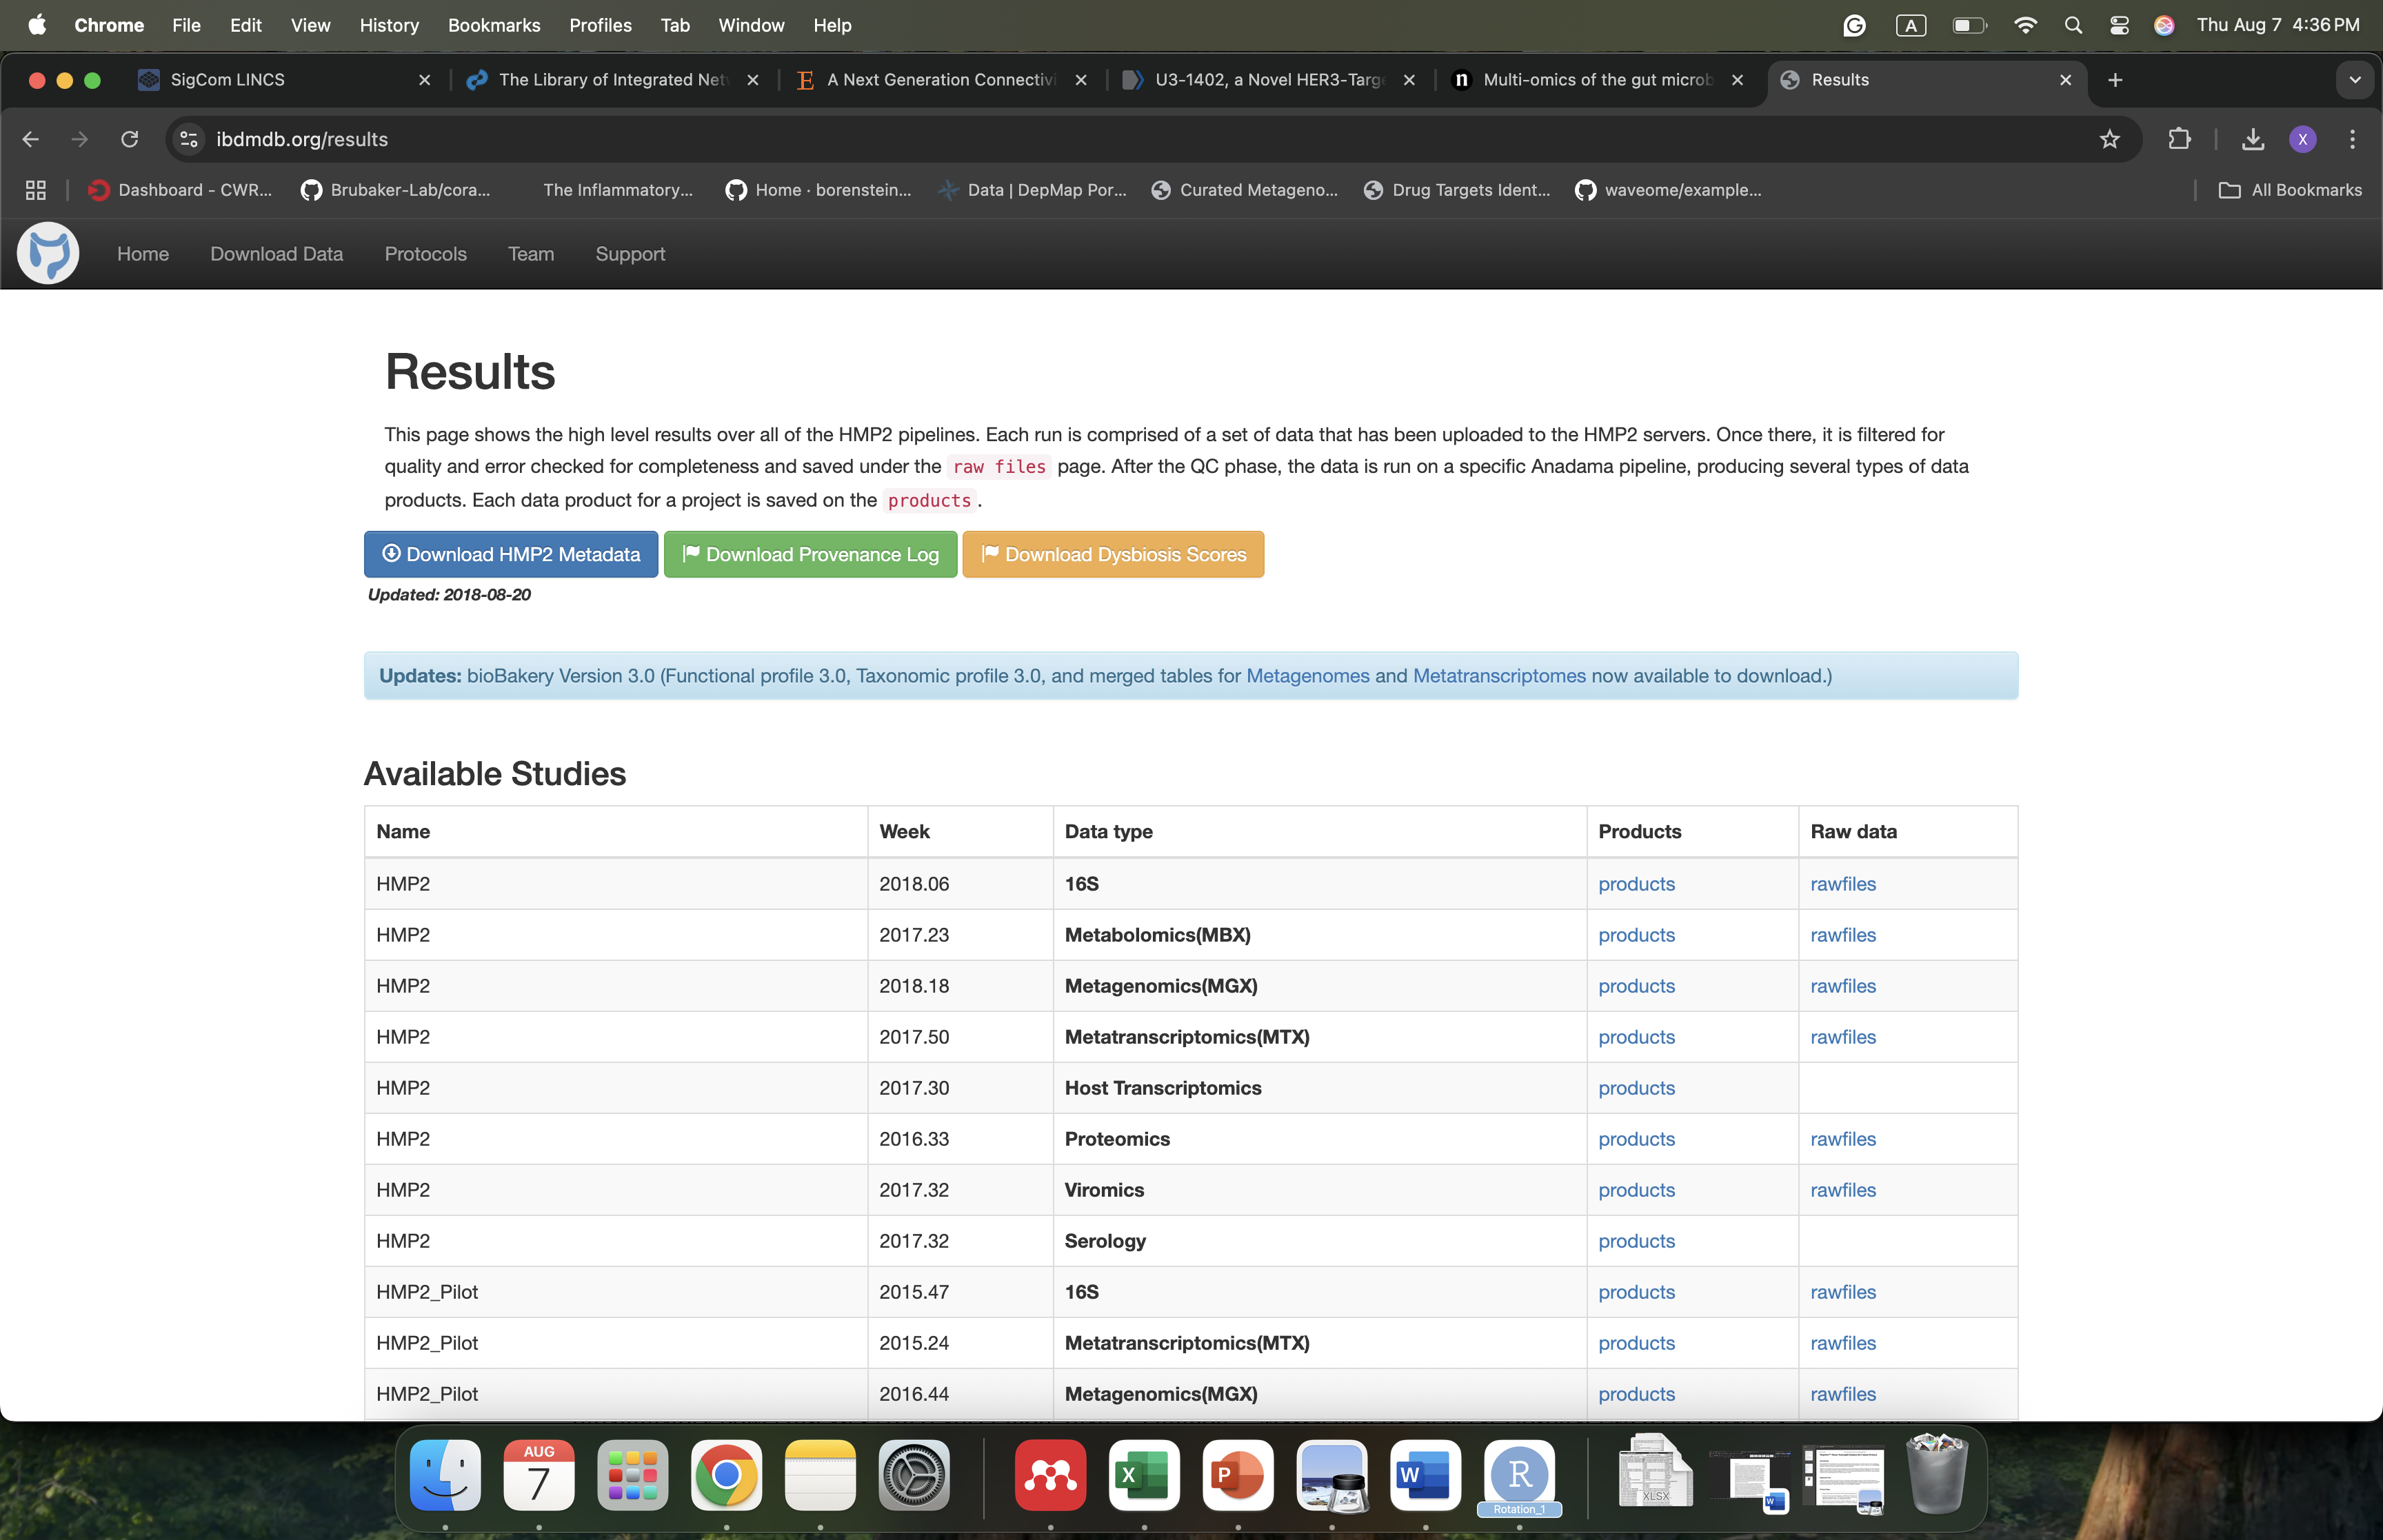 Chrome File Edit View History Bookmarks Profiles Tab Window Help A Thu Aug 7 4:36 PM
SigCom LINCS The Library of Integrated Net A Next Generation Connectivi U3-1402, a Novel HER3-Targe n Multi-omics of the gut microb Results
ibdmdb.org/results X
Dashboard - CWR... Brubaker-Lab/cora... The Inflammatory... Home · borenstein... Data | DepMap Por... Curated Metageno... Drug Targets Ident... waveome/example... All Bookmarks
Home Download Data Protocols Team Support
Results
This page shows the high level results over all of the HMP2 pipelines. Each run is comprised of a set of data that has been uploaded to the HMP2 servers. Once there, it is filtered for
quality and error checked for completeness and saved under the raw files page. After the QC phase, the data is run on a specific Anadama pipeline, producing several types of data
products. Each data product for a project is saved on the products.
Download HMP2 Metadata Download Provenance Log Download Dysbiosis Scores
Updated: 2018-08-20
Updates: bioBakery Version 3.0 (Functional profile 3.0, Taxonomic profile 3.0, and merged tables for Metagenomes and Metatranscriptomes now available to download.)
Available Studies
Name Week Data type Products Raw data
HMP2 2018.06 16S products rawfiles
HMP2 2017.23 Metabolomics(MBX) products rawfiles
HMP2 2018.18 Metagenomics(MGX) products rawfiles
HMP2 2017.50 Metatranscriptomics(MTX) products rawfiles
HMP2 2017.30 Host Transcriptomics products
HMP2 2016.33 Proteomics products rawfiles
HMP2 2017.32 Viromics products rawfiles
HMP2 2017.32 Serology products
HMP2_Pilot 2015.47 16S products rawfiles
HMP2_Pilot 2015.24 Metatranscriptomics(MTX) products rawfiles
HMP2_Pilot 2016.44 Metagenomics(MGX) products rawfiles
AUG
7 X P W R XLSX
Rotation_1